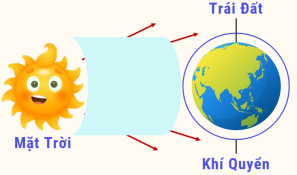 Trái Đất
Mặt Trời
Khí Quyển